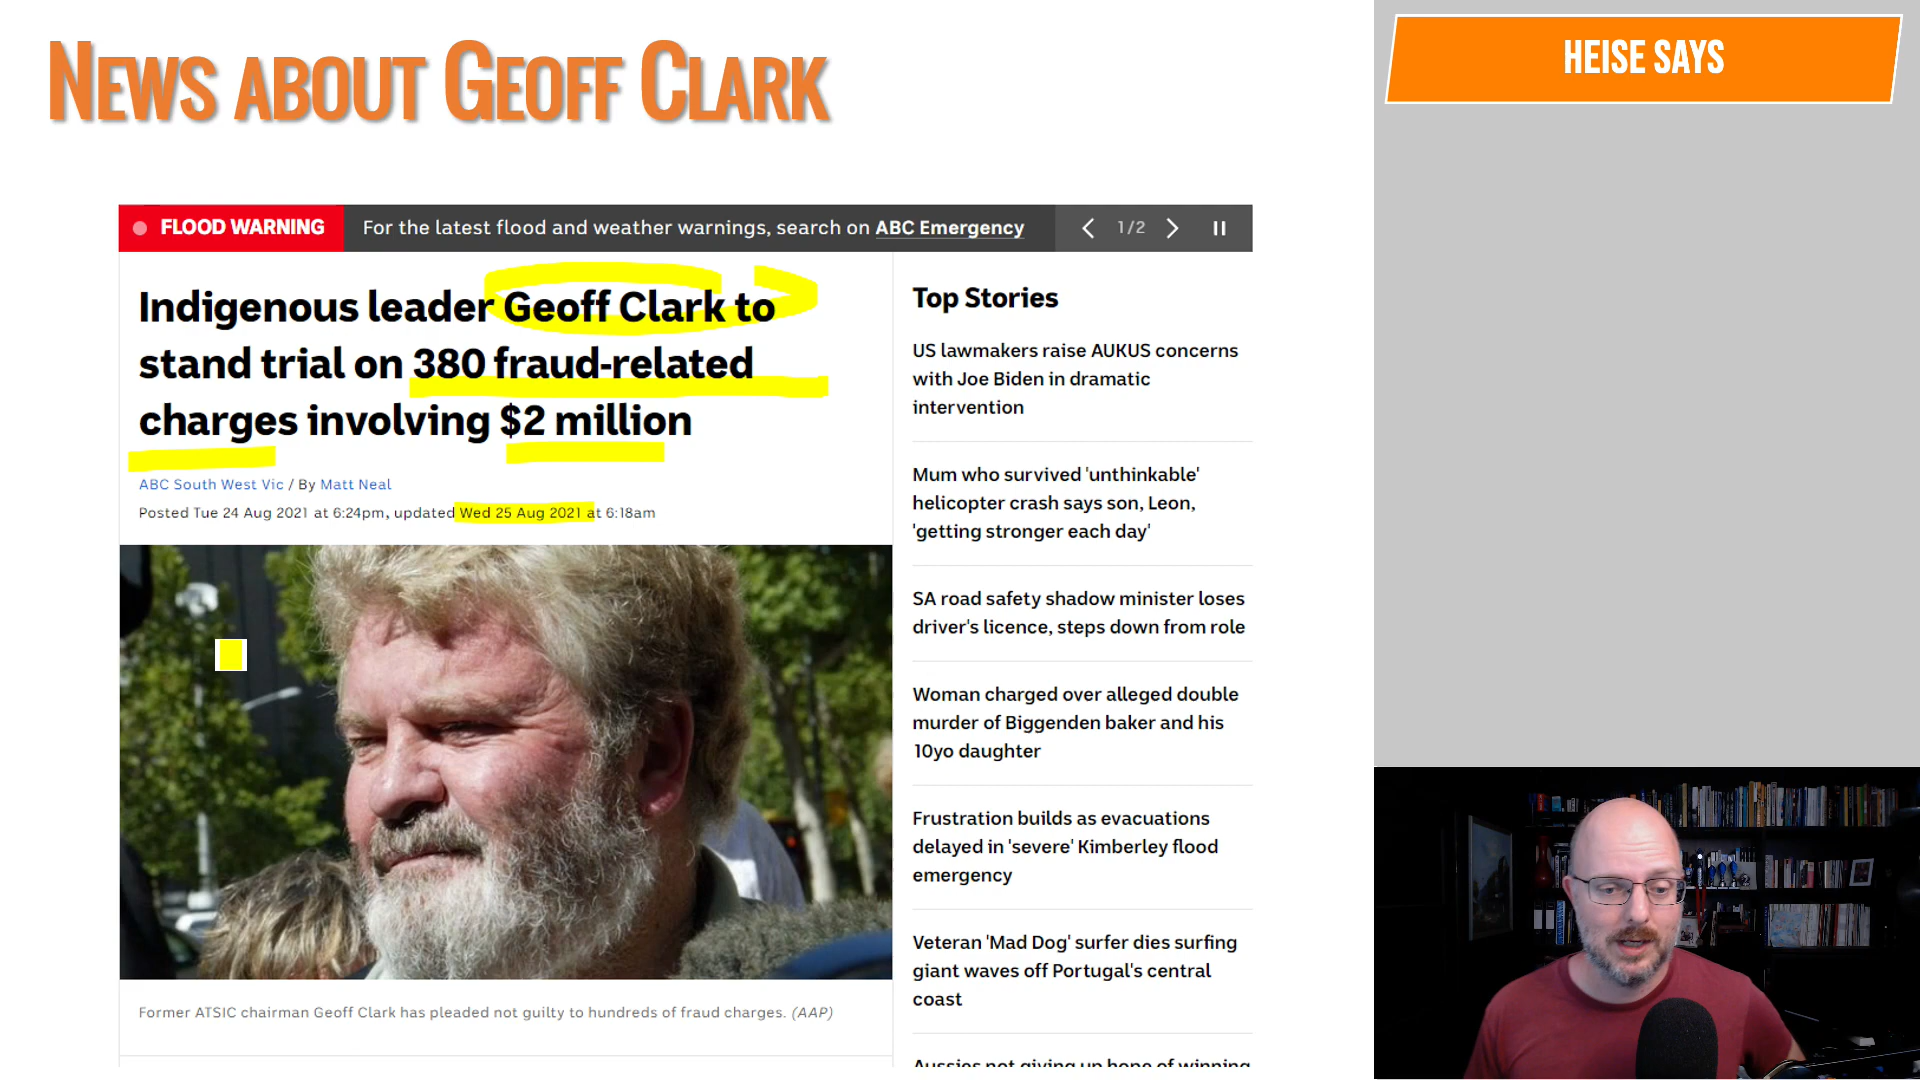 News about Geoff Clark
HEISE SAYS
FLOOD WARNING
For the latest flood and weather warnings, search on ABC Emergency
1/2
Indigenous leader Geoff Clark to
stand trial on 380 fraud-related
charges involving $2 million
ABC South West Vic / By Matt Neal
Posted Tue 24 Aug 2021 at 6:24pm, updated Wed 25 Aug 2021 at 6:18am
Former ATSIC chairman Geoff Clark has pleaded not guilty to hundreds of fraud charges. (AAP)
Top Stories
US lawmakers raise AUKUS concerns
with Joe Biden in dramatic
intervention
Mum who survived 'unthinkable'
helicopter crash says son, Leon,
'getting stronger each day'
SA road safety shadow minister loses
driver's licence, steps down from role
Woman charged over alleged double
murder of Biggenden baker and his
10yo daughter
Frustration builds as evacuations
delayed in 'severe' Kimberley flood
emergency
Veteran 'Mad Dog' surfer dies surfing
giant waves off Portugal's central
coast
Aussies not giving up hope of winning